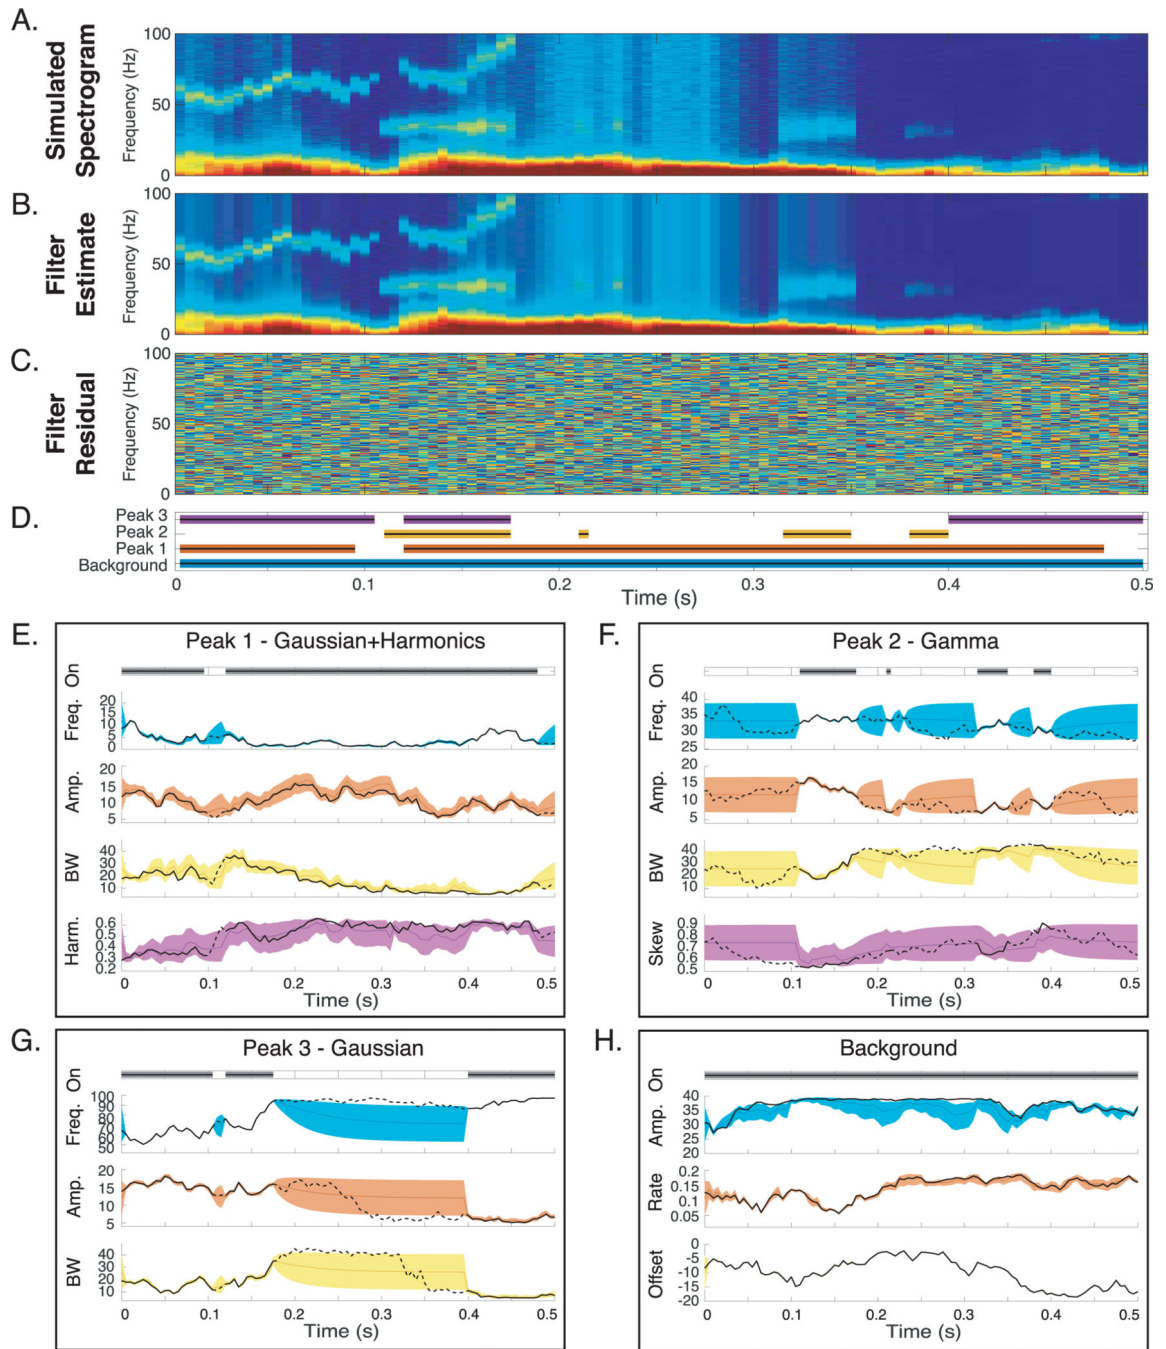 A.
Simulated
Spectrogram
Frequency (Hz)
100
50
0
B.
Filter
Estimate
Frequency (Hz)
100
50
0
C.
Filter
Residual
Frequency (Hz)
100
50
0
D.
Peak 3
Peak 2
Peak 1
Background
0 0.1 0.2 0.3 0.4 0.5
Time (s)
E.
Peak 1 - Gaussian+Harmonics
On
Freq.
20
15
10
5
0
Amp.
20
15
10
5
BW
40
30
20
10
Harm.
0.6
0.5
0.4
0.3
0.2
0 0.1 0.2 0.3 0.4 0.5
Time (s)
F.
Peak 2 - Gamma
On
Freq.
40
35
30
25
Amp.
20
15
10
5
BW
40
30
20
10
Skew
0.9
0.8
0.7
0.6
0.5
0 0.1 0.2 0.3 0.4 0.5
Time (s)
G.
Peak 3 - Gaussian
On
Freq.
100
90
80
70
60
50
Amp.
20
15
10
5
BW
40
30
20
10
0 0.1 0.2 0.3 0.4 0.5
Time (s)
H.
Background
On
Amp.
40
35
30
25
20
Rate
0.2
0.15
0.1
0.05
Offset
0
-5
-10
-15
-20
0 0.1 0.2 0.3 0.4 0.5
Time (s)